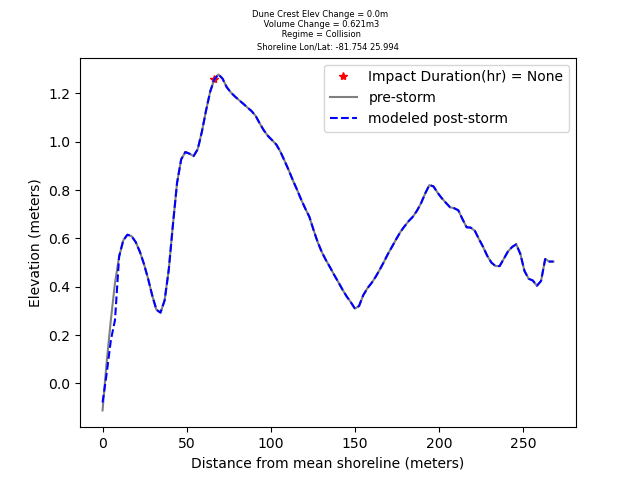 Dune Crest Elev Change = 0.0m
Volume Change = 0.621m3
Regime = Collision
Shoreline Lon/Lat: -81.754 25.994
Impact Duration(hr) = None
pre-storm
modeled post-storm
Elevation (meters)
1.2
1.0
0.8
0.6
0.4
0.2
0.0
0 50 100 150 200 250
Distance from mean shoreline (meters)